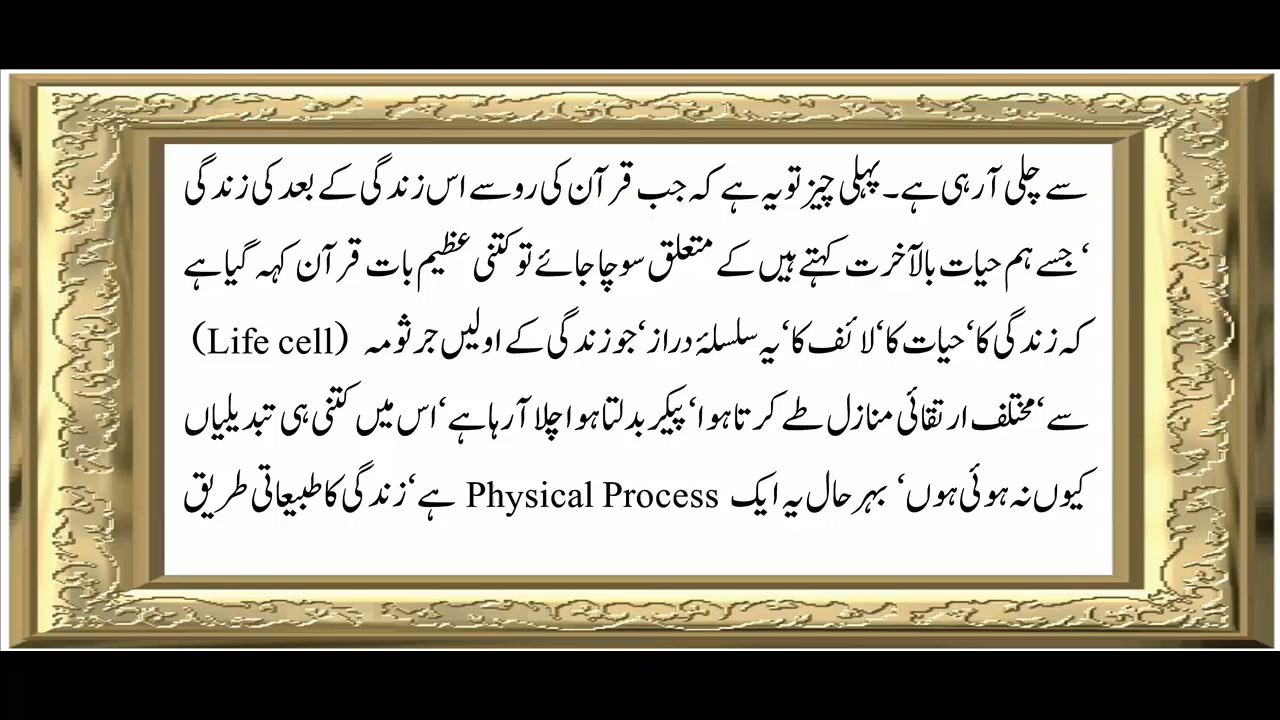 سے چلی آ رہی ہے۔ پہلی چیز تو یہ ہے کہ جب قرآن کی رو سے اس زندگی کے بعد کی زندگی
‘ جسے ہم حیات بالآخرت کہتے ہیں کے متعلق سوچا جائے تو کتنی عظیم بات قرآن کہہ گیا ہے
کہ زندگی کا‘ حیات کا‘ لائف کا‘ یہ سلسلۂ دراز‘ جو زندگی کے اولیں جرثومہ (Life cell)
سے‘ مختلف ارتقائی منازل طے کرتا ہوا‘ پیکر بدلتا ہوا چلا آ رہا ہے‘ اس میں کتنی ہی تبدیلیاں
کیوں نہ ہوئی ہوں‘ بہر حال یہ ایک Physical Process ہے‘ زندگی کا طبیعاتی طریق